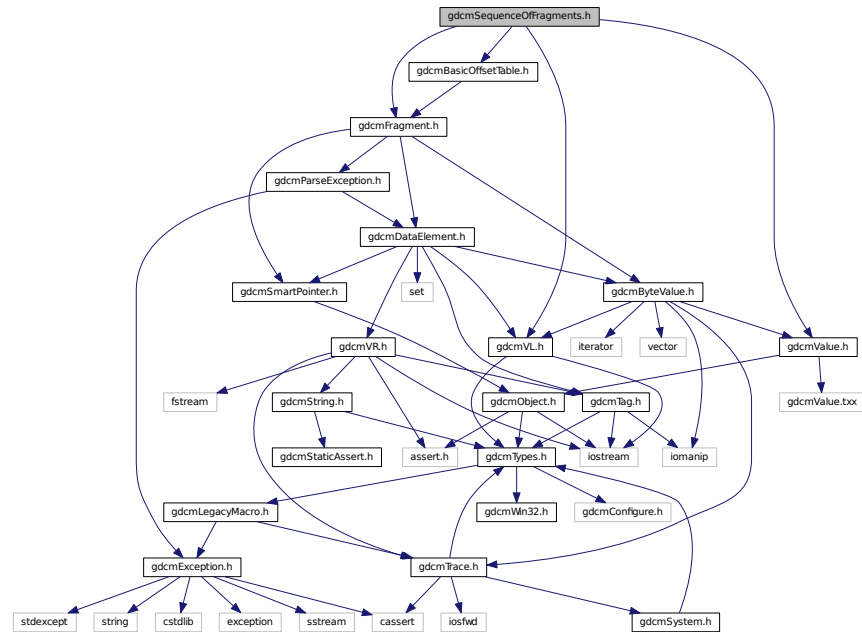 gdcmSequenceOfFragments.h
gdcmBasicOffsetTable.h
gdcmFragment.h
gdcmParseException.h
gdcmDataElement.h
gdcmSmartPointer.h
set
gdcmByteValue.h
gdcmVR.h
gdcmVL.h
iterator
vector
gdcmValue.h
fstream
gdcmString.h
gdcmObject.h
gdcmTag.h
gdcmValue.txx
gdcmStaticAssert.h
assert.h
gdcmTypes.h
iostream
iomanip
gdcmLegacyMacro.h
gdcmWin32.h
gdcmConfigure.h
gdcmException.h
gdcmTrace.h
stdexcept
string
cstdlib
exception
sstream
cassert
iosfwd
gdcmSystem.h